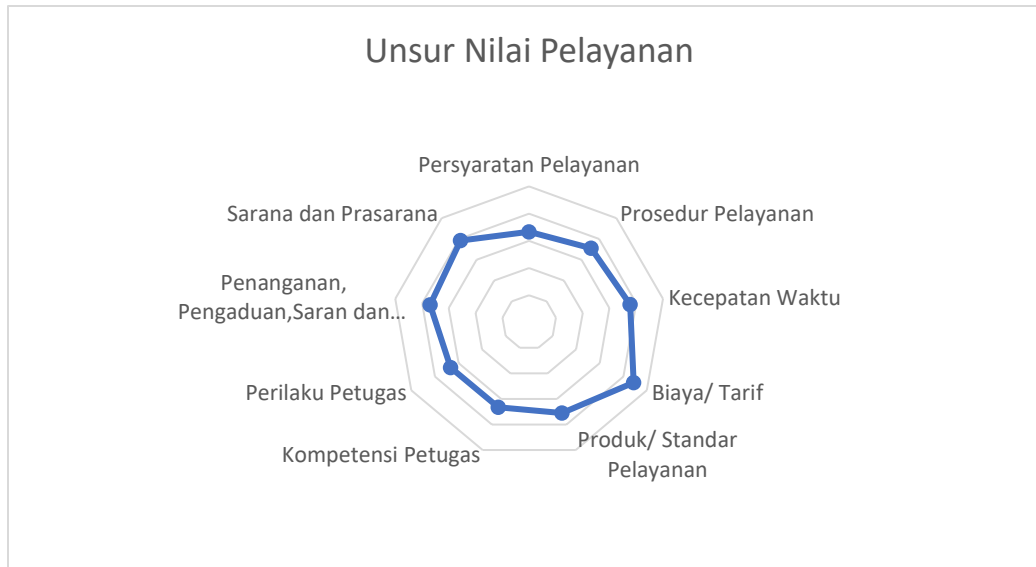 Unsur Nilai Pelayanan
Persyaratan Pelayanan
Prosedur Pelayanan
Kecepatan Waktu
Biaya/ Tarif
Produk/ Standar
Pelayanan
Kompetensi Petugas
Perilaku Petugas
Penanganan,
Pengaduan,Saran dan...
Sarana dan Prasarana